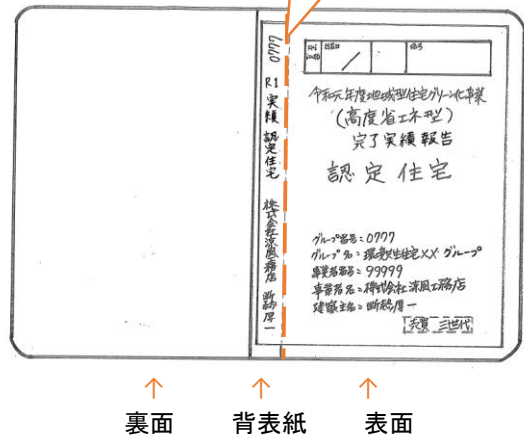 0777 R1 実績 認定住宅 株式会社涼風工務店 断熱厚一
令和元年度地域型住宅グリーン化事業
(高度省エネ型)
完了実績報告
認定住宅
グループ番号:0777
グループ名:環境共生住宅××グループ
事業者番号:99999
事業者名:株式会社涼風工務店
建築主名:断熱厚一
三世代
裏面 背表紙 表面